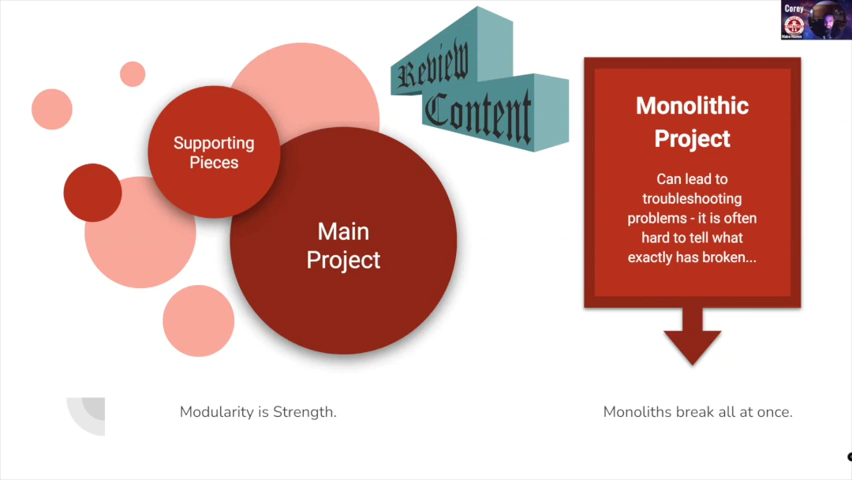 Corey
Review
Content
Supporting
Pieces
Main
Project
Modularity is Strength.
Monolithic
Project
Can lead to
troubleshooting
problems - it is often
hard to tell what
exactly has broken...
Monoliths break all at once.